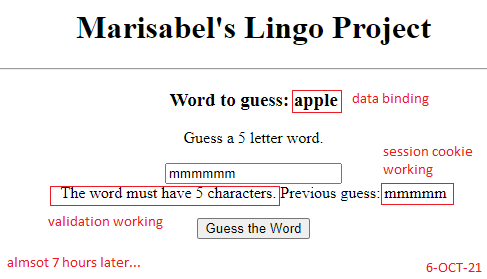 Marisabel's Lingo Project
Word to guess: apple
data binding
Guess a 5 letter word.
session cookie
working
mmmmmm
The word must have 5 characters. Previous guess: mmmmm
validation working
Guess the Word
almsot 7 hours later...
6-OCT-21